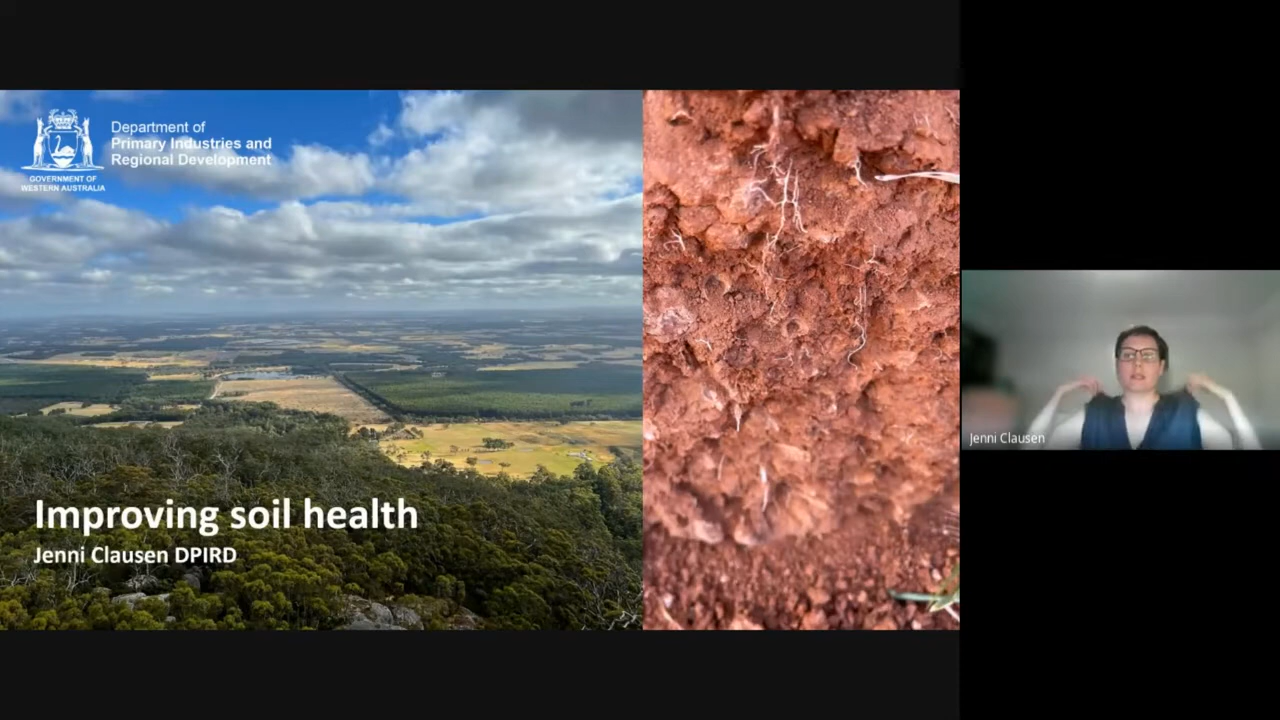 Department of
Primary Industries and
Regional Development
GOVERNMENT OF
WESTERN AUSTRALIA
Improving soil health
Jenni Clausen DPIRD
Jenni Clausen